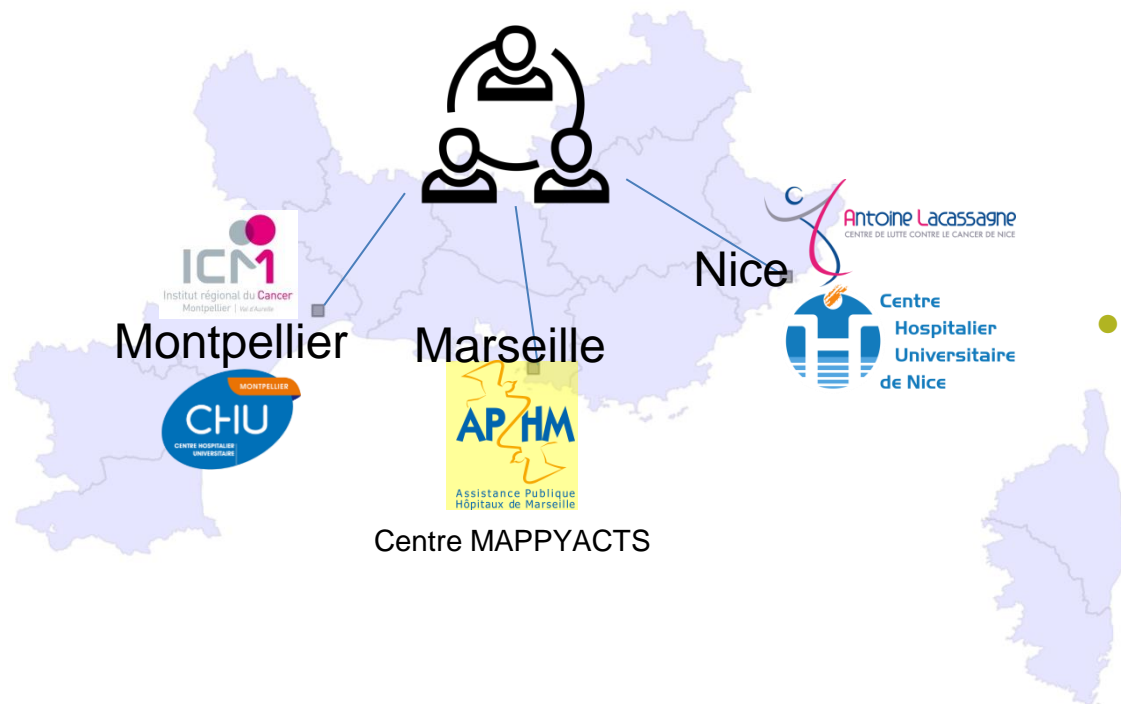 ICM
Institut régional du Cancer
Montpellier | Val d'Aurelle
Montpellier
MONTPELLIER
CHU
CENTRE HOSPITALIER
UNIVERSITAIRE
Marseille
AP HM
Assistance Publique
Hôpitaux de Marseille
Centre MAPPYACTS
Nice
Antoine Lacassagne
CENTRE DE LUTTE CONTRE LE CANCER DE NICE
Centre
Hospitalier
Universitaire
de Nice